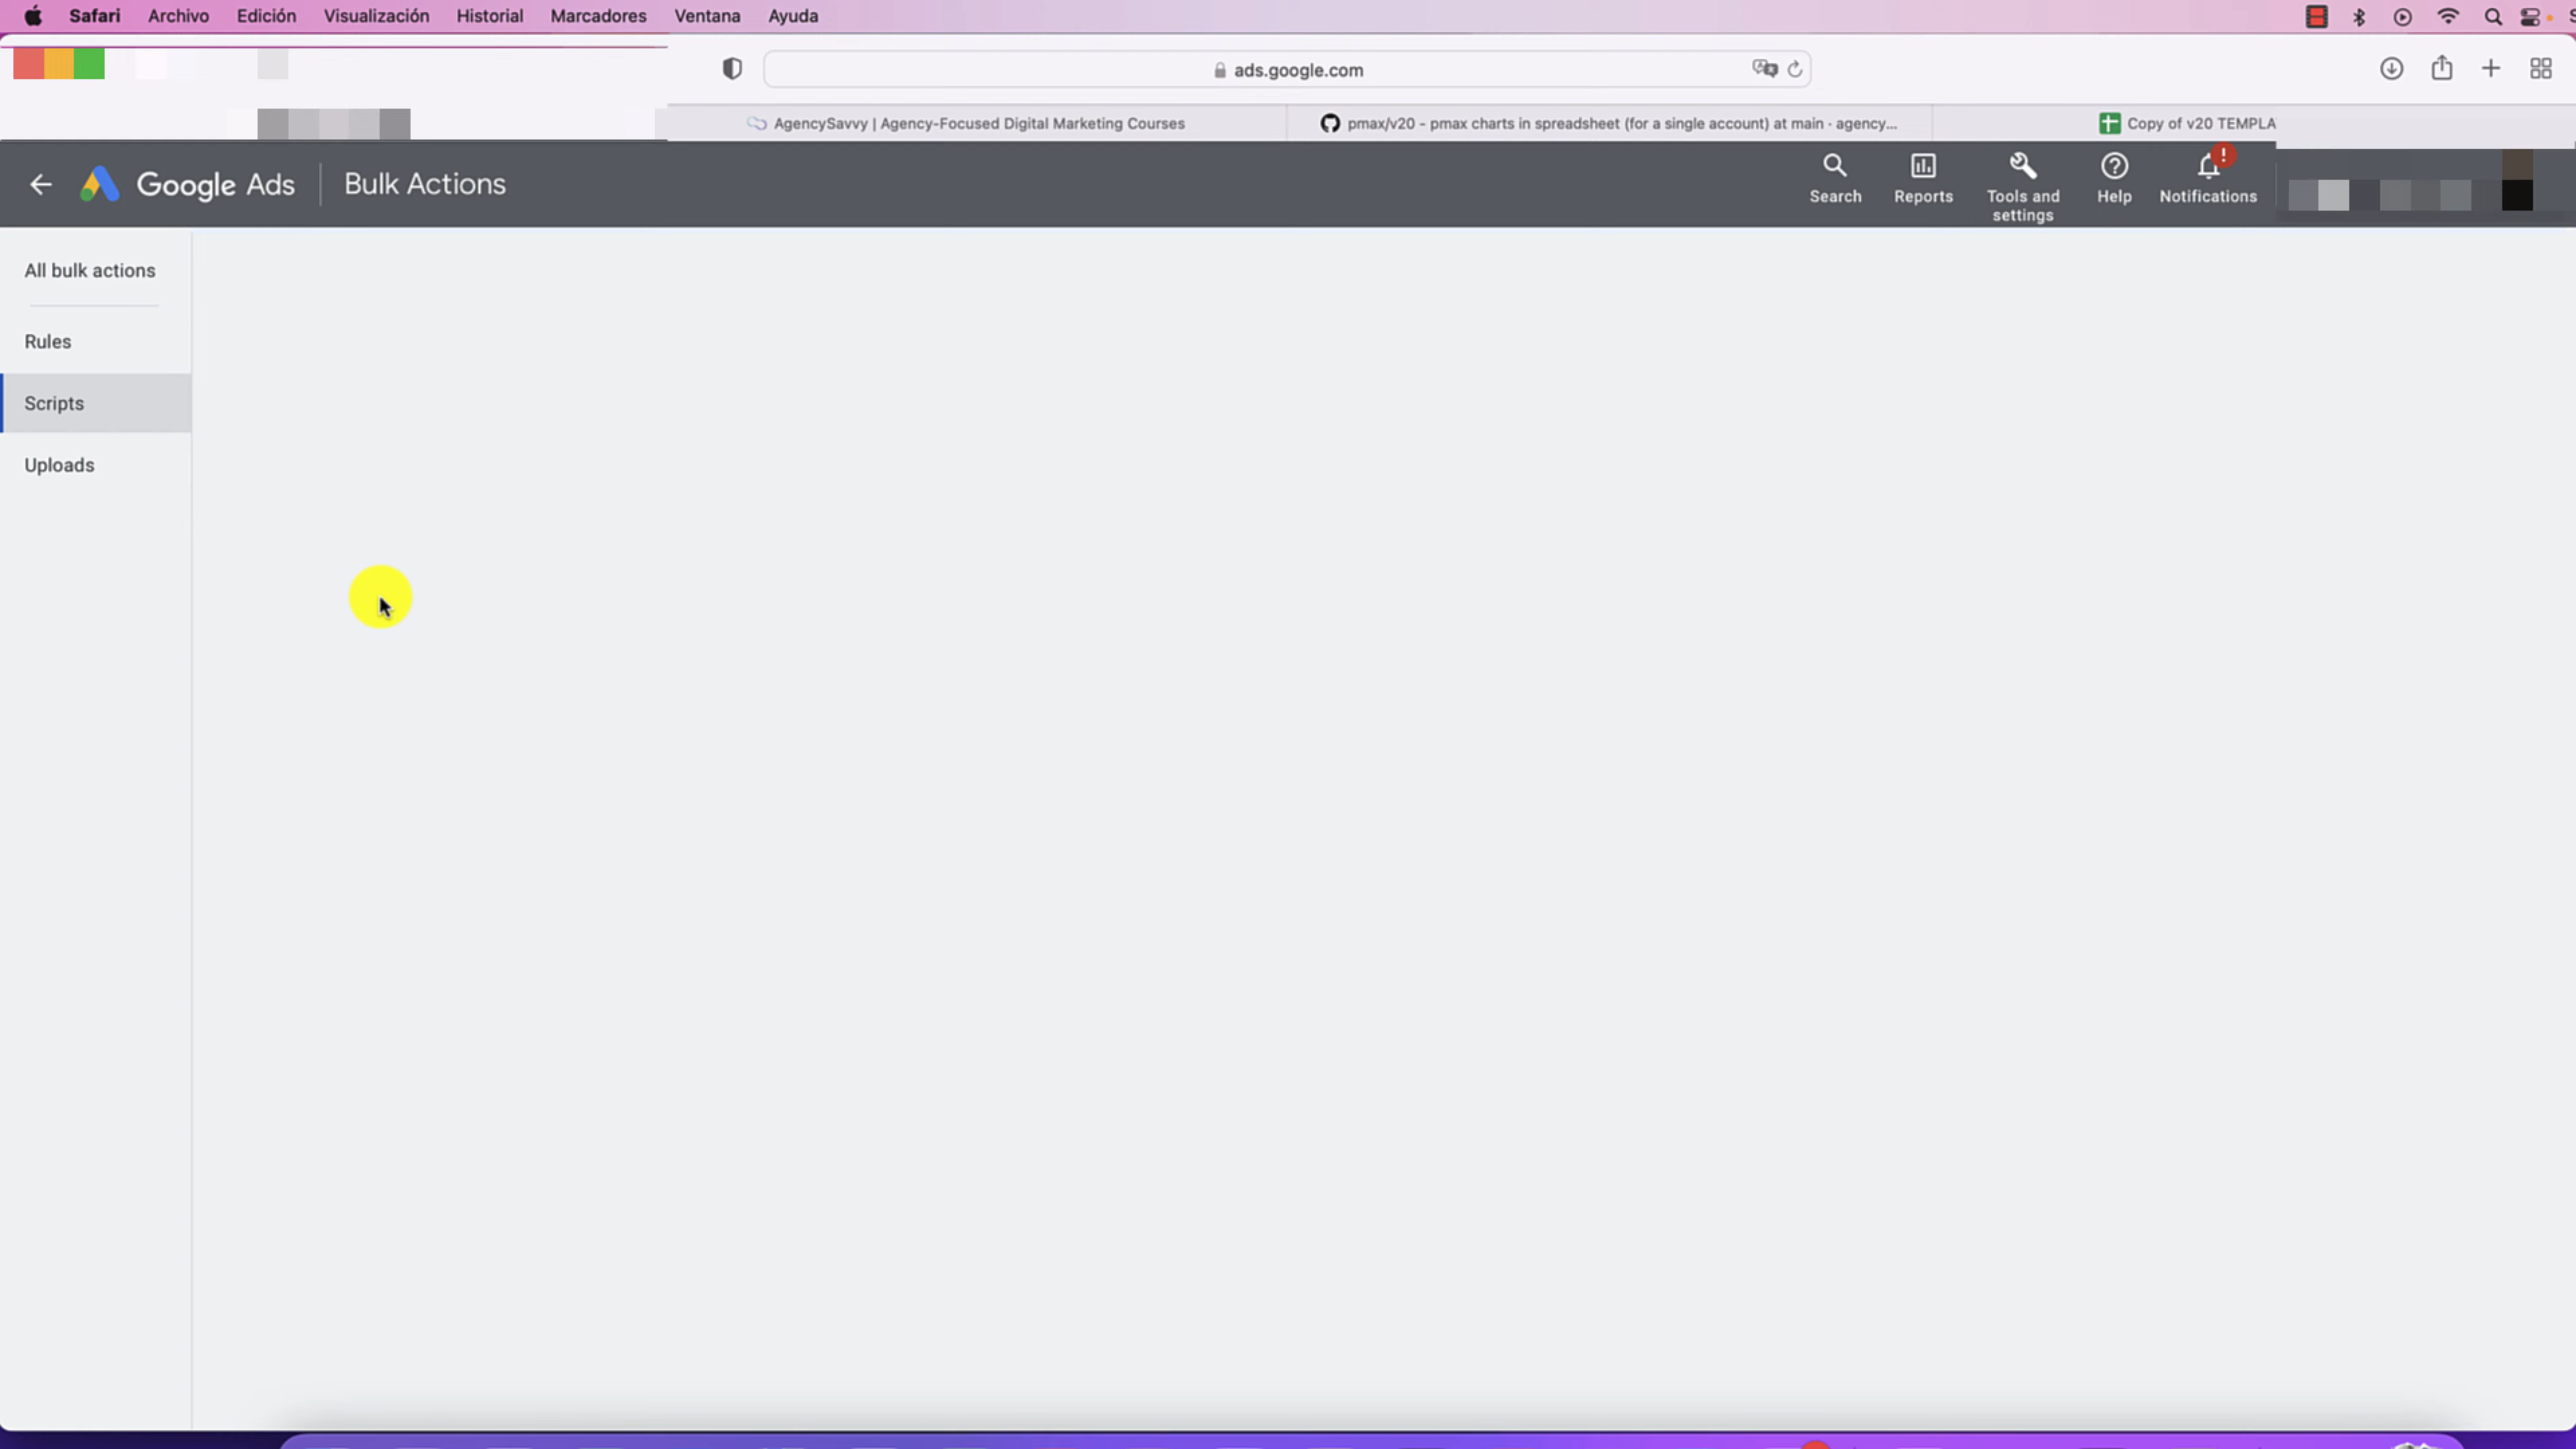 Safari Archivo Edición Visualización Historial Marcadores Ventana Ayuda
ads.google.com
AgencySavvy | Agency-Focused Digital Marketing Courses
pmax/v20 - pmax charts in spreadsheet (for a single account) at main · agency...
Copy of v20 TEMPLA
Google Ads
Bulk Actions
Search
Reports
Tools and
settings
Help
Notifications
All bulk actions
Rules
Scripts
Uploads